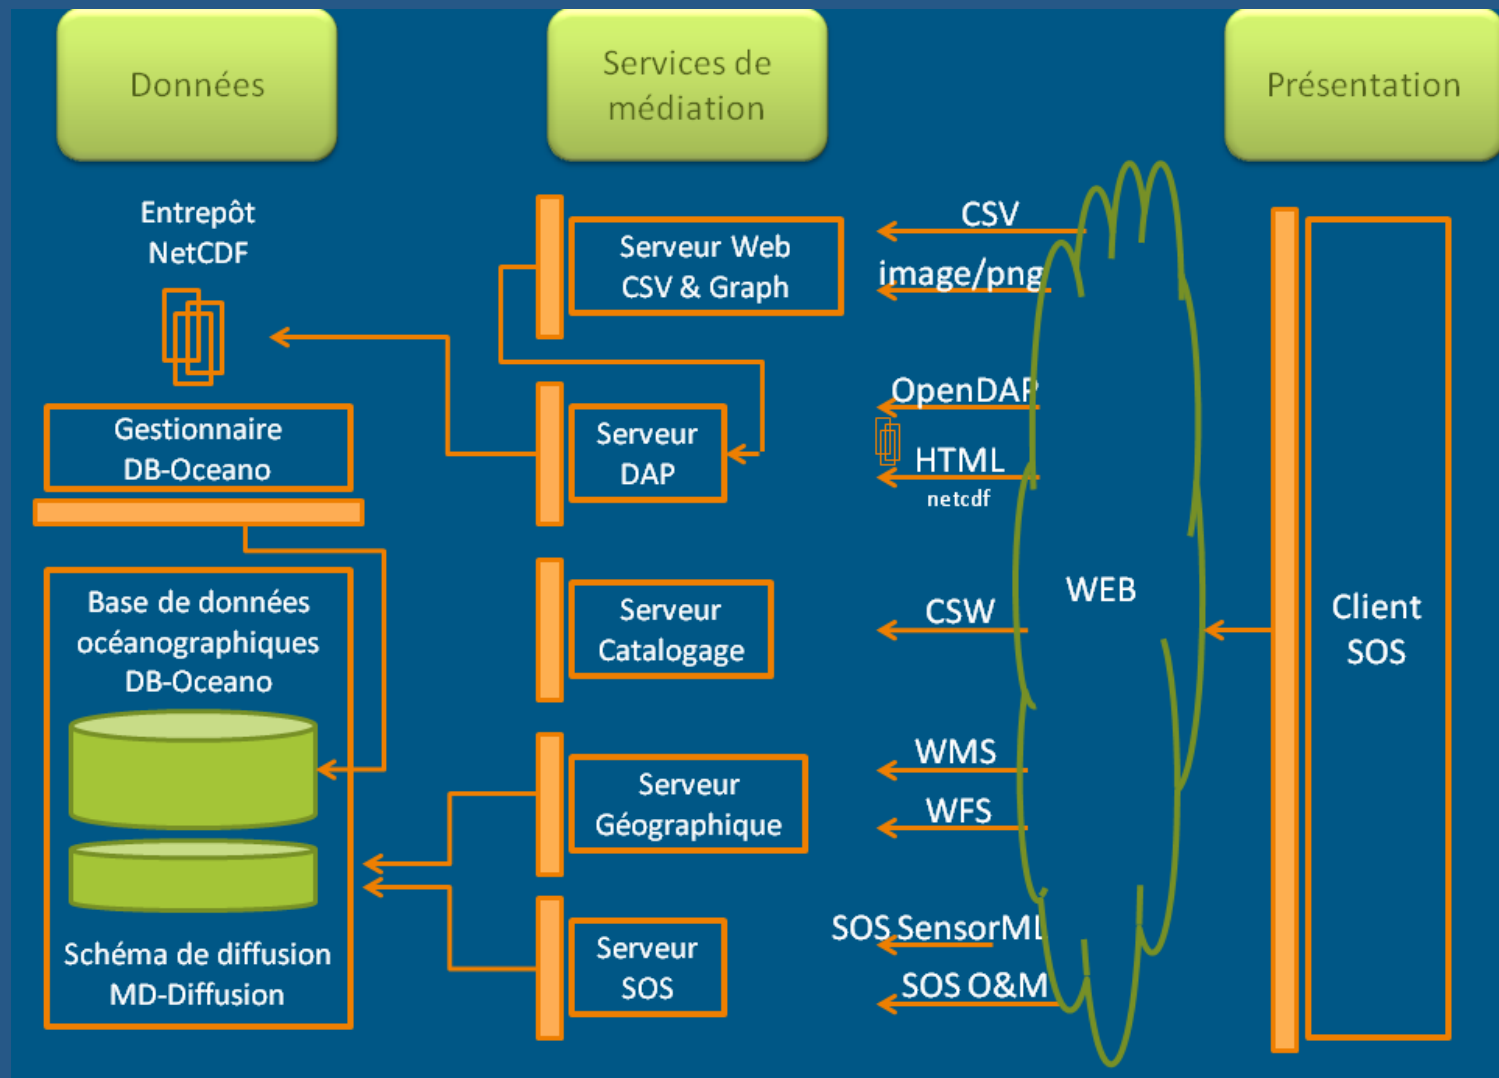 Données
Services de
médiation
Présentation
Entrepôt
NetCDF
Gestionnaire
DB-Oceano
Base de données
océanographiques
DB-Oceano
Schéma de diffusion
MD-Diffusion
Serveur Web
CSV & Graph
Serveur
DAP
Serveur
Catalogage
Serveur
Géographique
Serveur
SOS
CSV
image/png
OpenDAP
HTML
netcdf
CSW
WMS
WFS
SOS SensorML
SOS O&M
WEB
Client
SOS